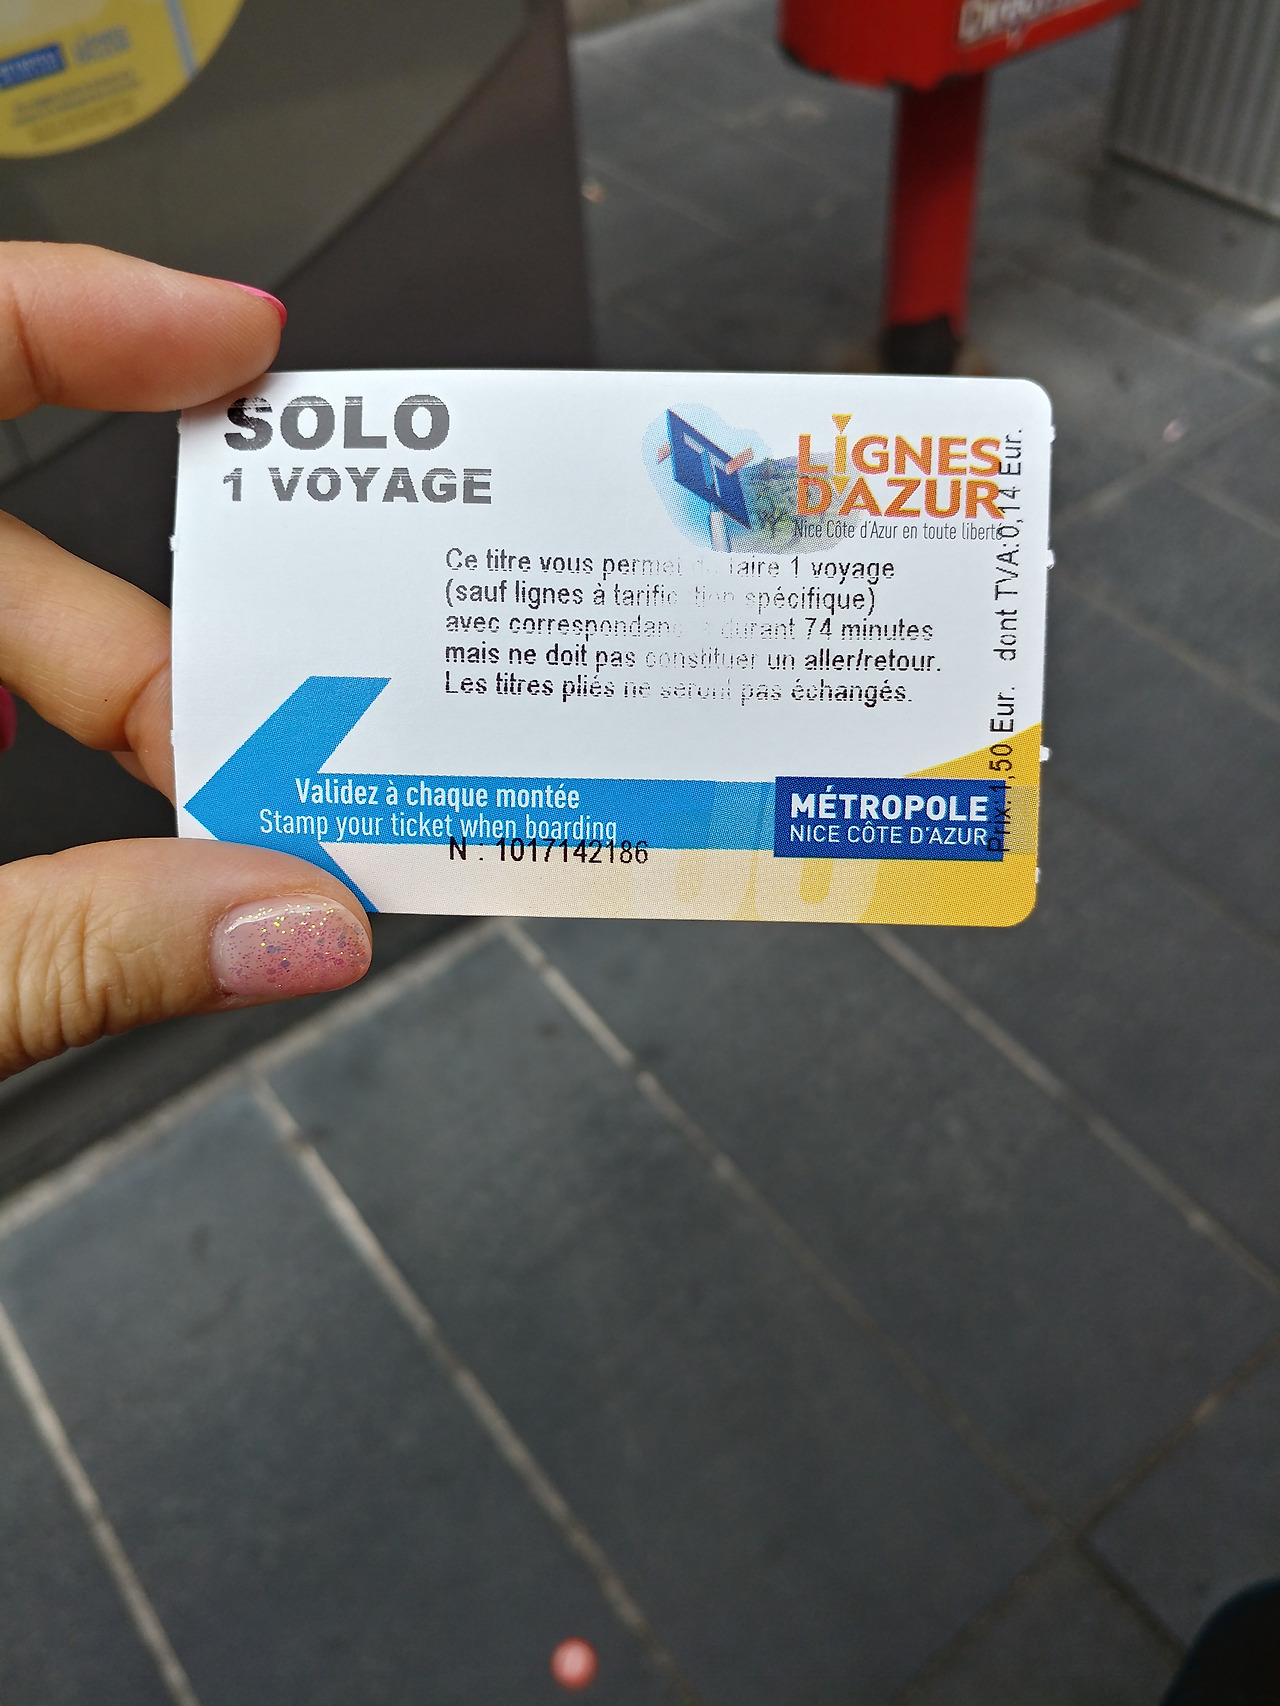 SOLO
1 VOYAGE
LIGNES
D'AZUR
Nice Côte d'Azur en toute liberté
Ce titre vous permet de faire 1 voyage
(sauf lignes à tarification spécifique)
avec correspondances durant 74 minutes
mais ne doit pas constituer un aller/retour.
Les titres pliés ne seront pas échangés.
Validez à chaque montée
Stamp your ticket when boarding
N : 1017142186
MÉTROPOLE
NICE CÔTE D'AZUR
Prix: 1,50 Eur. dont TVA:0,14 Eur.